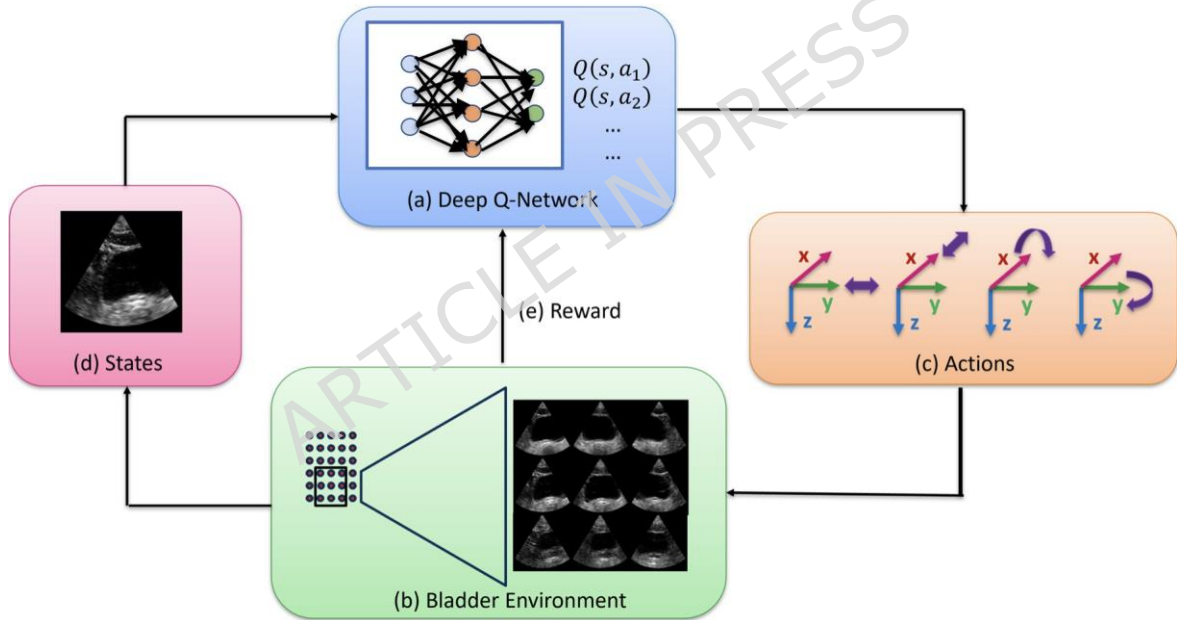 Q(s, a₁)
Q(s, a₂)
...
...
(a) Deep Q-Network
(d) States
(e) Reward
x
y
z
x
y
z
x
y
z
x
y
z
(c) Actions
(b) Bladder Environment
ARTICLE IN PRESS